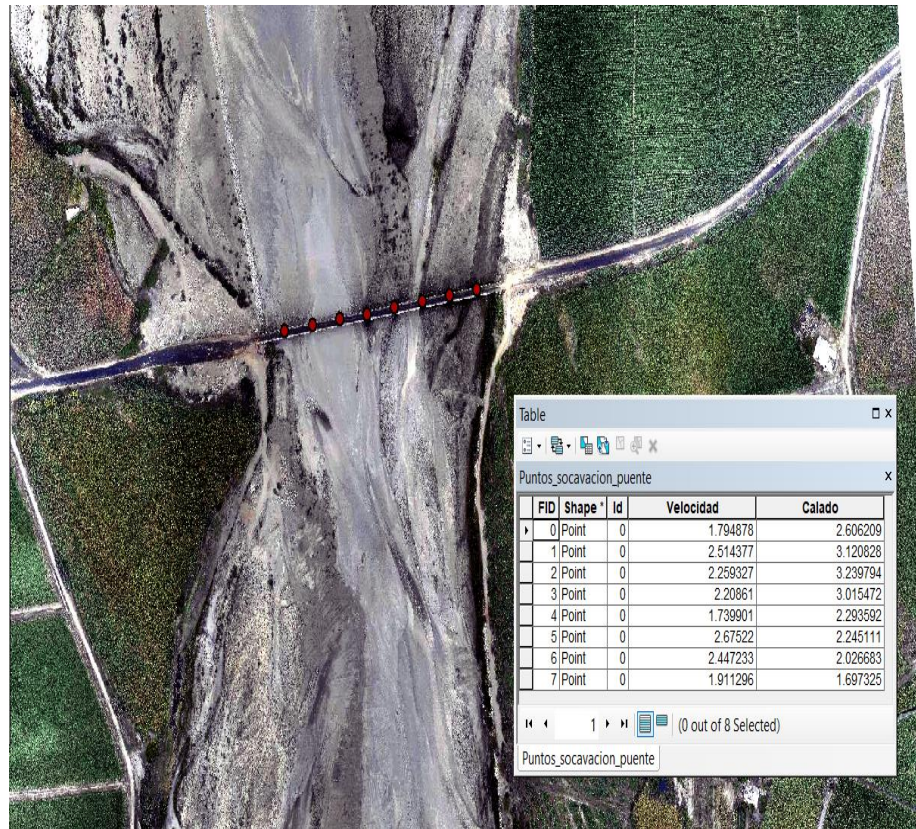 Table
Puntos_socavacion_puente
FID Shape * Id Velocidad Calado
0 Point 0 1.794878 2.606209
1 Point 0 2.514377 3.120828
2 Point 0 2.259327 3.239794
3 Point 0 2.20861 3.015472
4 Point 0 1.739901 2.293592
5 Point 0 2.67522 2.245111
6 Point 0 2.447233 2.026683
7 Point 0 1.911296 1.697325
1 (0 out of 8 Selected)
Puntos_socavacion_puente